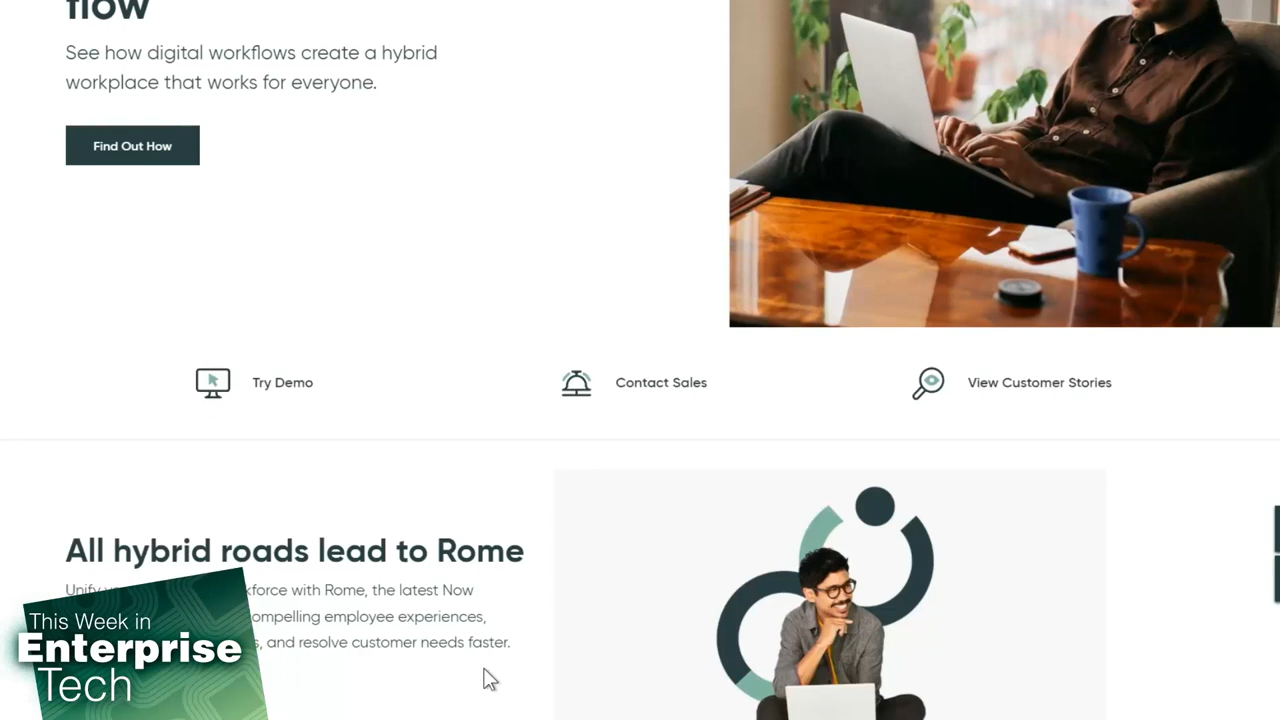 flow
See how digital workflows create a hybrid
workplace that works for everyone.
Find Out How
Try Demo
Contact Sales
View Customer Stories
All hybrid roads lead to Rome
Unify with Rome, the latest Now
compelling employee experiences,
and resolve customer needs faster.
This Week in
Enterprise
Tech